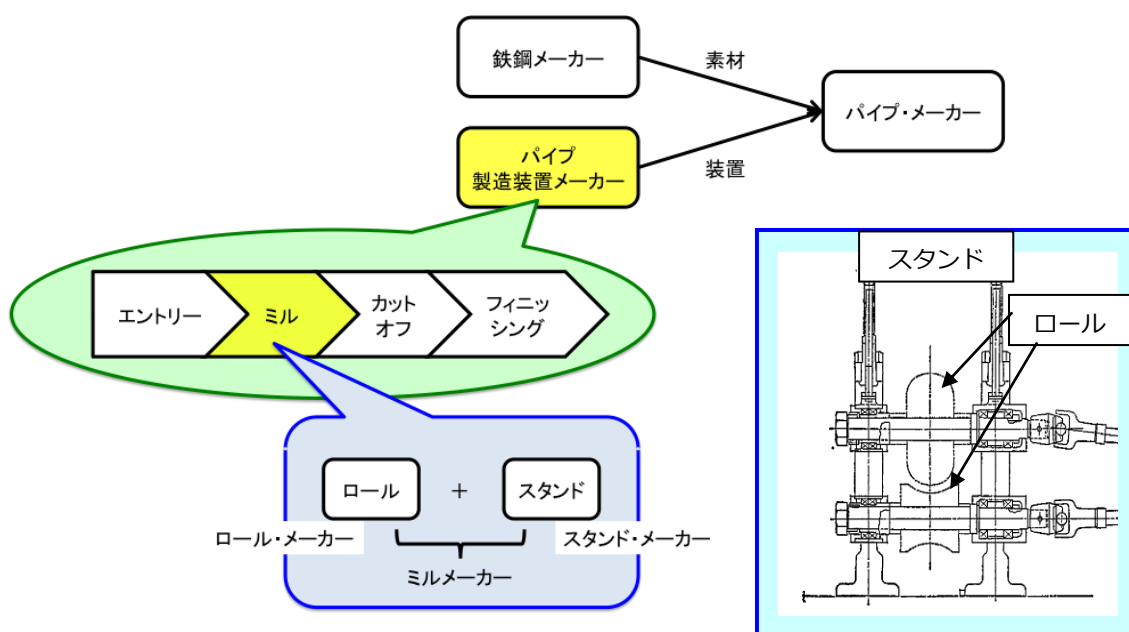 鉄鋼メーカー
素材
パイプ・メーカー
パイプ
製造装置メーカー
装置
エントリー
ミル
カット
オフ
フィニッ
シング
ロール
+
スタンド
ロール・メーカー
スタンド・メーカー
ミルメーカー
スタンド
ロール